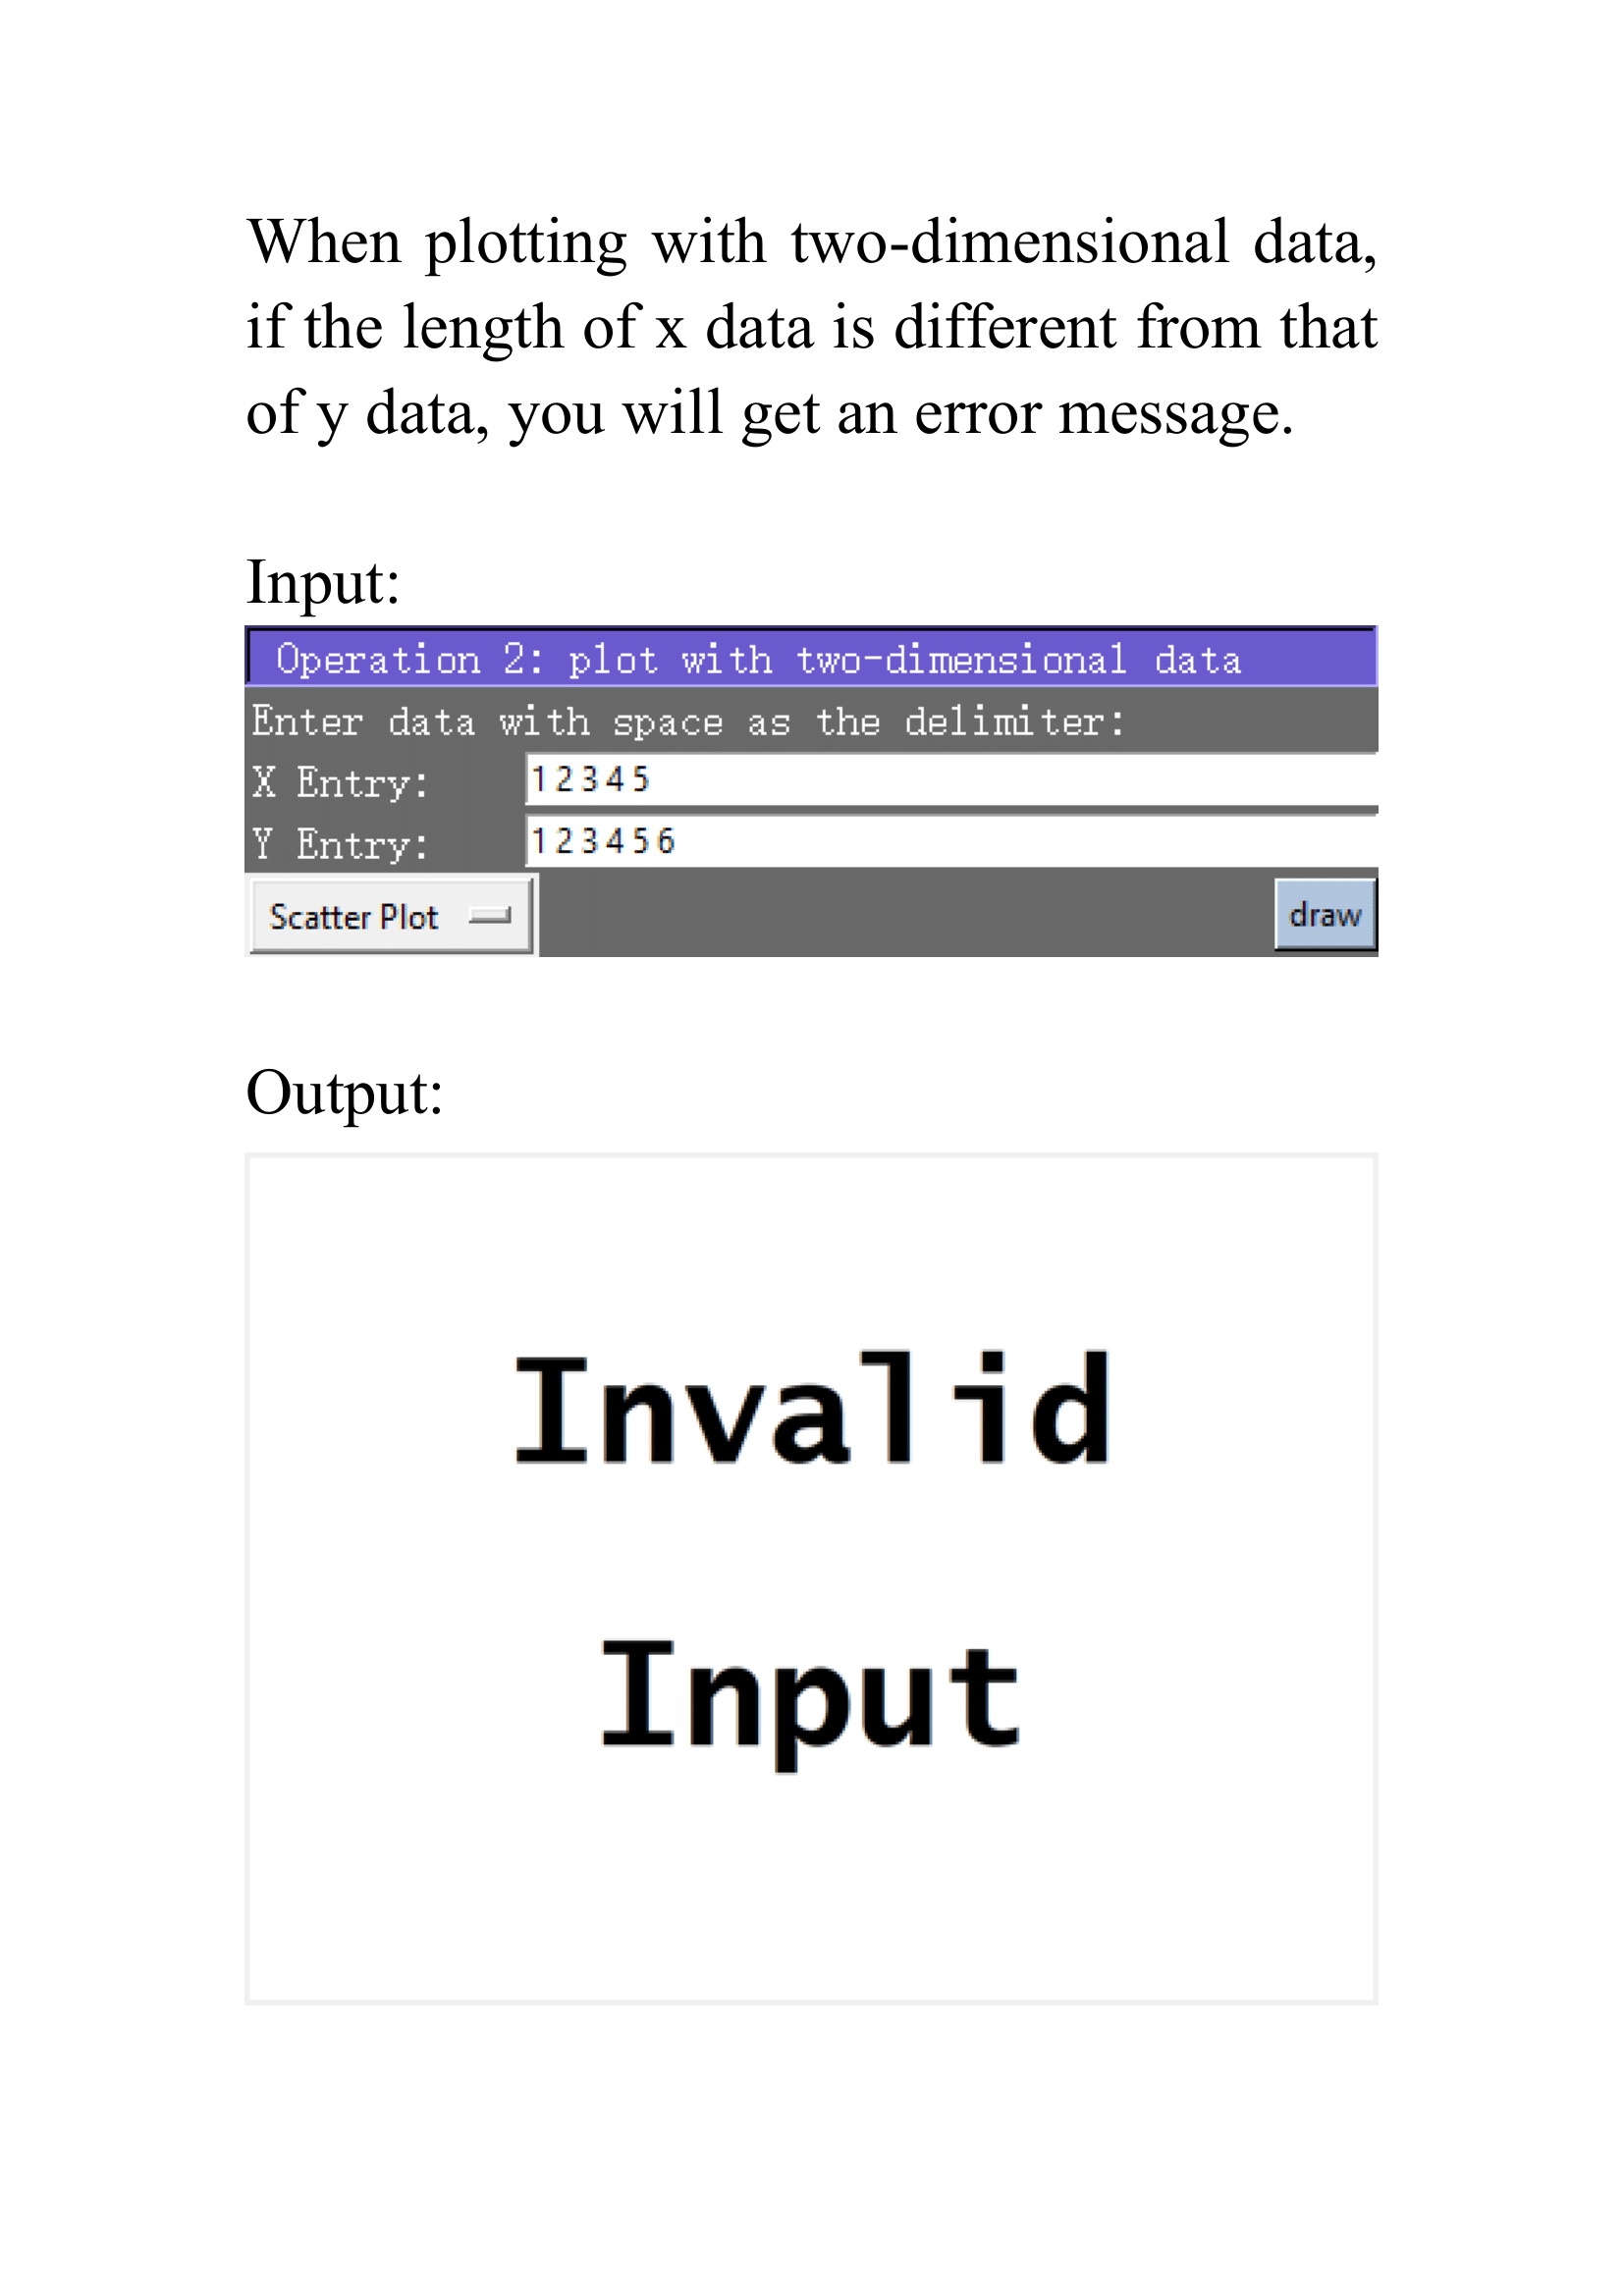 When plotting with two-dimensional data,
if the length of x data is different from that
of y data, you will get an error message.
Input:
Operation 2: plot with two-dimensional data
Enter data with space as the delimiter:
X Entry: 1 2 3 4 5
Y Entry: 1 2 3 4 5 6
Scatter Plot draw
Output:
Invalid
Input